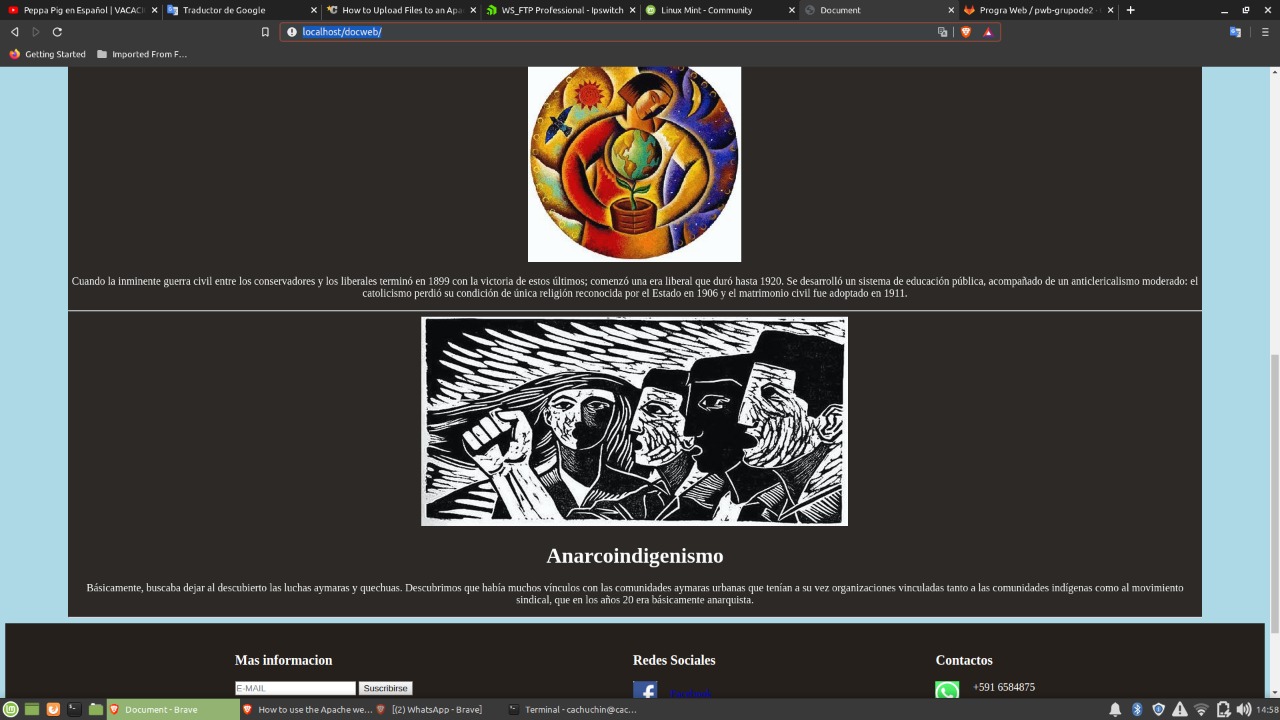 Peppa Pig en Español | VACACI
Traductor de Google
How to Upload Files to an Apa
WS_FTP Professional - Ipswitch
Linux Mint - Community
Document
Progra Web / pwb-grupode2 ·
localhost/docweb/
Getting Started
Imported From F…
Cuando la inminente guerra civil entre los conservadores y los liberales terminó en 1899 con la victoria de estos últimos; comenzó una era liberal que duró hasta 1920. Se desarrolló un sistema de educación pública, acompañado de un anticlericalismo moderado: el
catolicismo perdió su condición de única religión reconocida por el Estado en 1906 y el matrimonio civil fue adoptado en 1911.
Anarcoindigenismo
Básicamente, buscaba dejar al descubierto las luchas aymaras y quechuas. Descubrimos que había muchos vínculos con las comunidades aymaras urbanas que tenían a su vez organizaciones vinculadas tanto a las comunidades indígenas como al movimiento
sindical, que en los años 20 era básicamente anarquista.
Mas informacion
Redes Sociales
Contactos
E-MAIL
Suscribirse
Facebook
+591 6584875
Document - Brave
How to use the Apache we…
[(2) WhatsApp - Brave]
Terminal - cachuchin@cac…
14:58